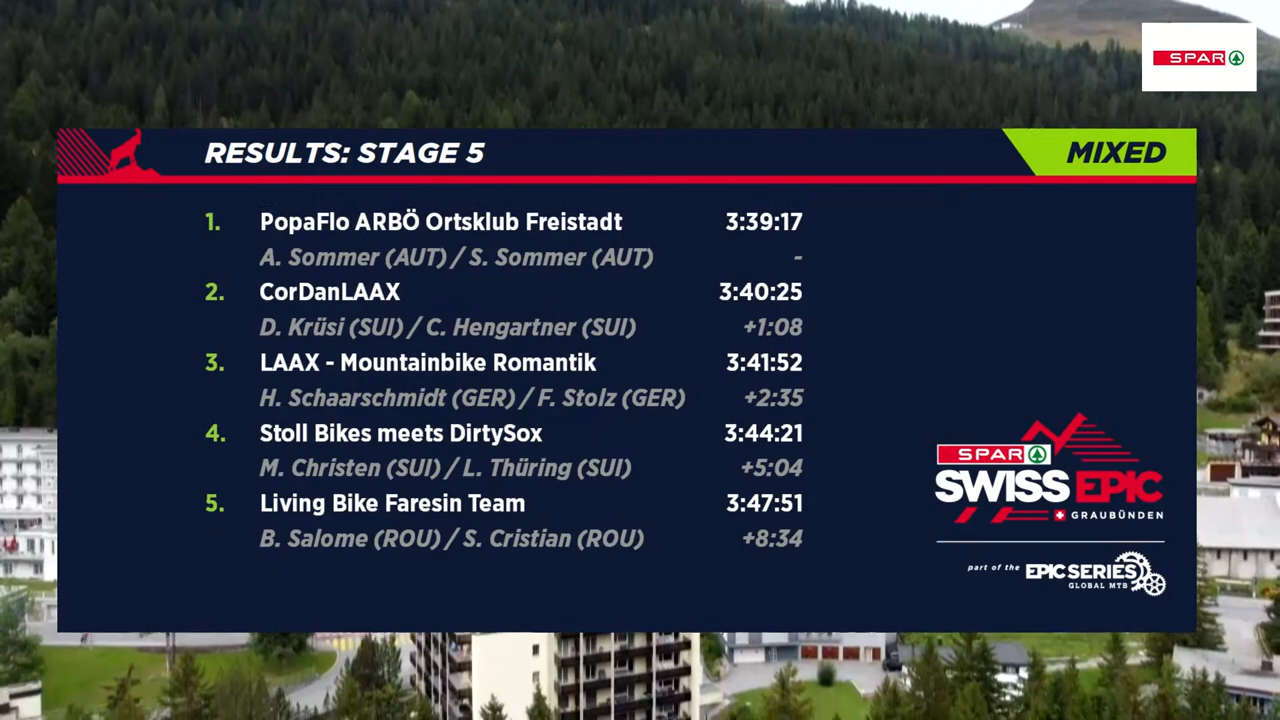 SPAR
RESULTS: STAGE 5
MIXED
1. PopaFlo ARBÖ Ortsklub Freistadt 3:39:17
A. Sommer (AUT) / S. Sommer (AUT) -
2. CorDanLAAX 3:40:25
D. Krüsi (SUI) / C. Hengartner (SUI) +1:08
3. LAAX - Mountainbike Romantik 3:41:52
H. Schaarschmidt (GER) / F. Stolz (GER) +2:35
4. Stoll Bikes meets DirtySox 3:44:21
M. Christen (SUI) / L. Thüring (SUI) +5:04
5. Living Bike Faresin Team 3:47:51
B. Salome (ROU) / S. Cristian (ROU) +8:34
SPAR
SWISS EPIC
GRAUBÜNDEN
part of the EPIC SERIES
GLOBAL MTB